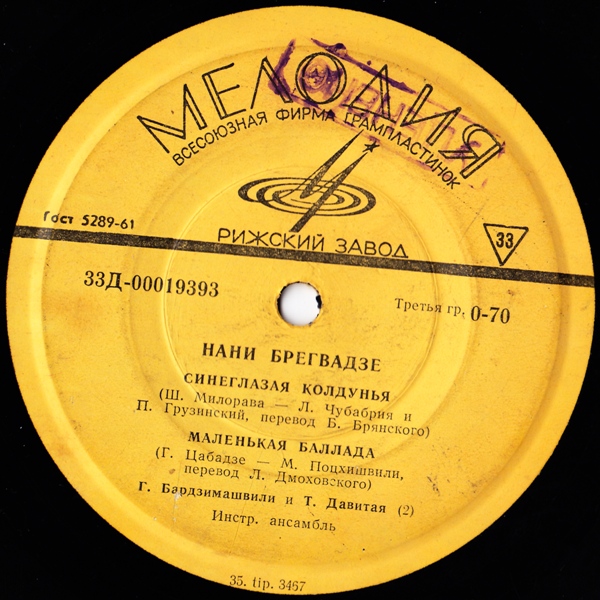 МЕЛОДИЯ
ВСЕСОЮЗНАЯ ФИРМА ГРАМПЛАСТИНОК
Гост 5289-61
РИЖСКИЙ ЗАВОД
33
33Д-00019393
Третья гр. 0-70
НАНИ БРЕГВАДЗЕ
СИНЕГЛАЗАЯ КОЛДУНЬЯ
(Ш. Милорава — Л. Чубабрия и
П. Грузинский, перевод Б. Брянского)
МАЛЕНЬКАЯ БАЛЛАДА
(Г. Цабадзе — М. Поцхишвили,
перевод Л. Дмоховского)
Г. Бардзимашвили и Т. Давитая (2)
Инстр. ансамбль
35. tip. 3467